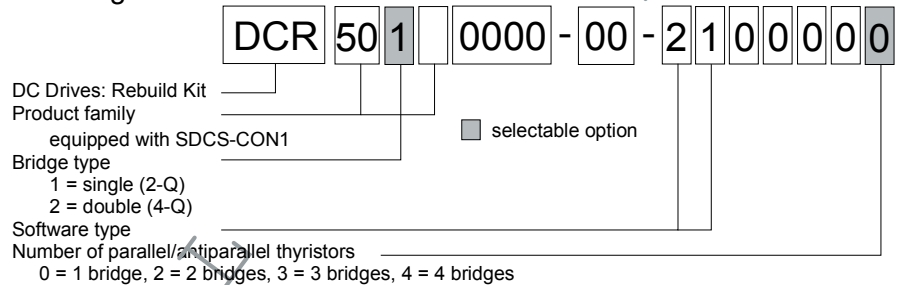 DCR 50 1 0000 - 00 - 2 1 0 0 0 0 0
DC Drives: Rebuild Kit
Product family
equipped with SDCS-CON1
selectable option
Bridge type
1 = single (2-Q)
2 = double (4-Q)
Software type
Number of parallel/antiparallel thyristors
0 = 1 bridge, 2 = 2 bridges, 3 = 3 bridges, 4 = 4 bridges